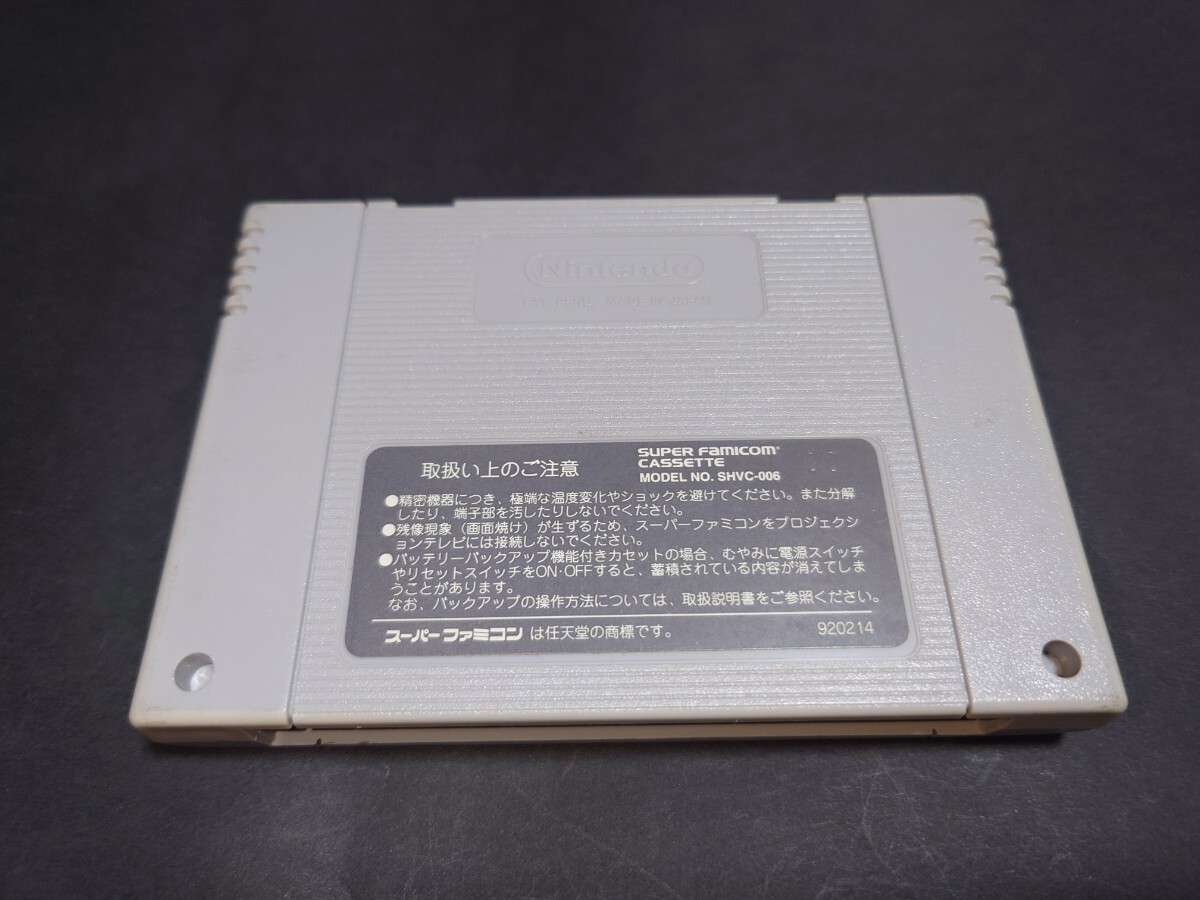 Nintendo
取扱い上のご注意
SUPER FAMICOM
CASSETTE
MODEL NO. SHVC-006
●精密機器につき、極端な温度変化やショックを避けてください。また分解
したり、端子部を汚したりしないでください。
●残像現象（画面焼け）が生ずるため、スーパーファミコンをプロジェクシ
ョンテレビには接続しないでください。
●バッテリーバックアップ機能付きカセットの場合、むやみに電源スイッチ
やリセットスイッチをON・OFFすると、蓄積されている内容が消えてしま
うことがあります。
なお、バックアップの操作方法については、取扱説明書をご参照ください。
スーパーファミコン は任天堂の商標です。
920214